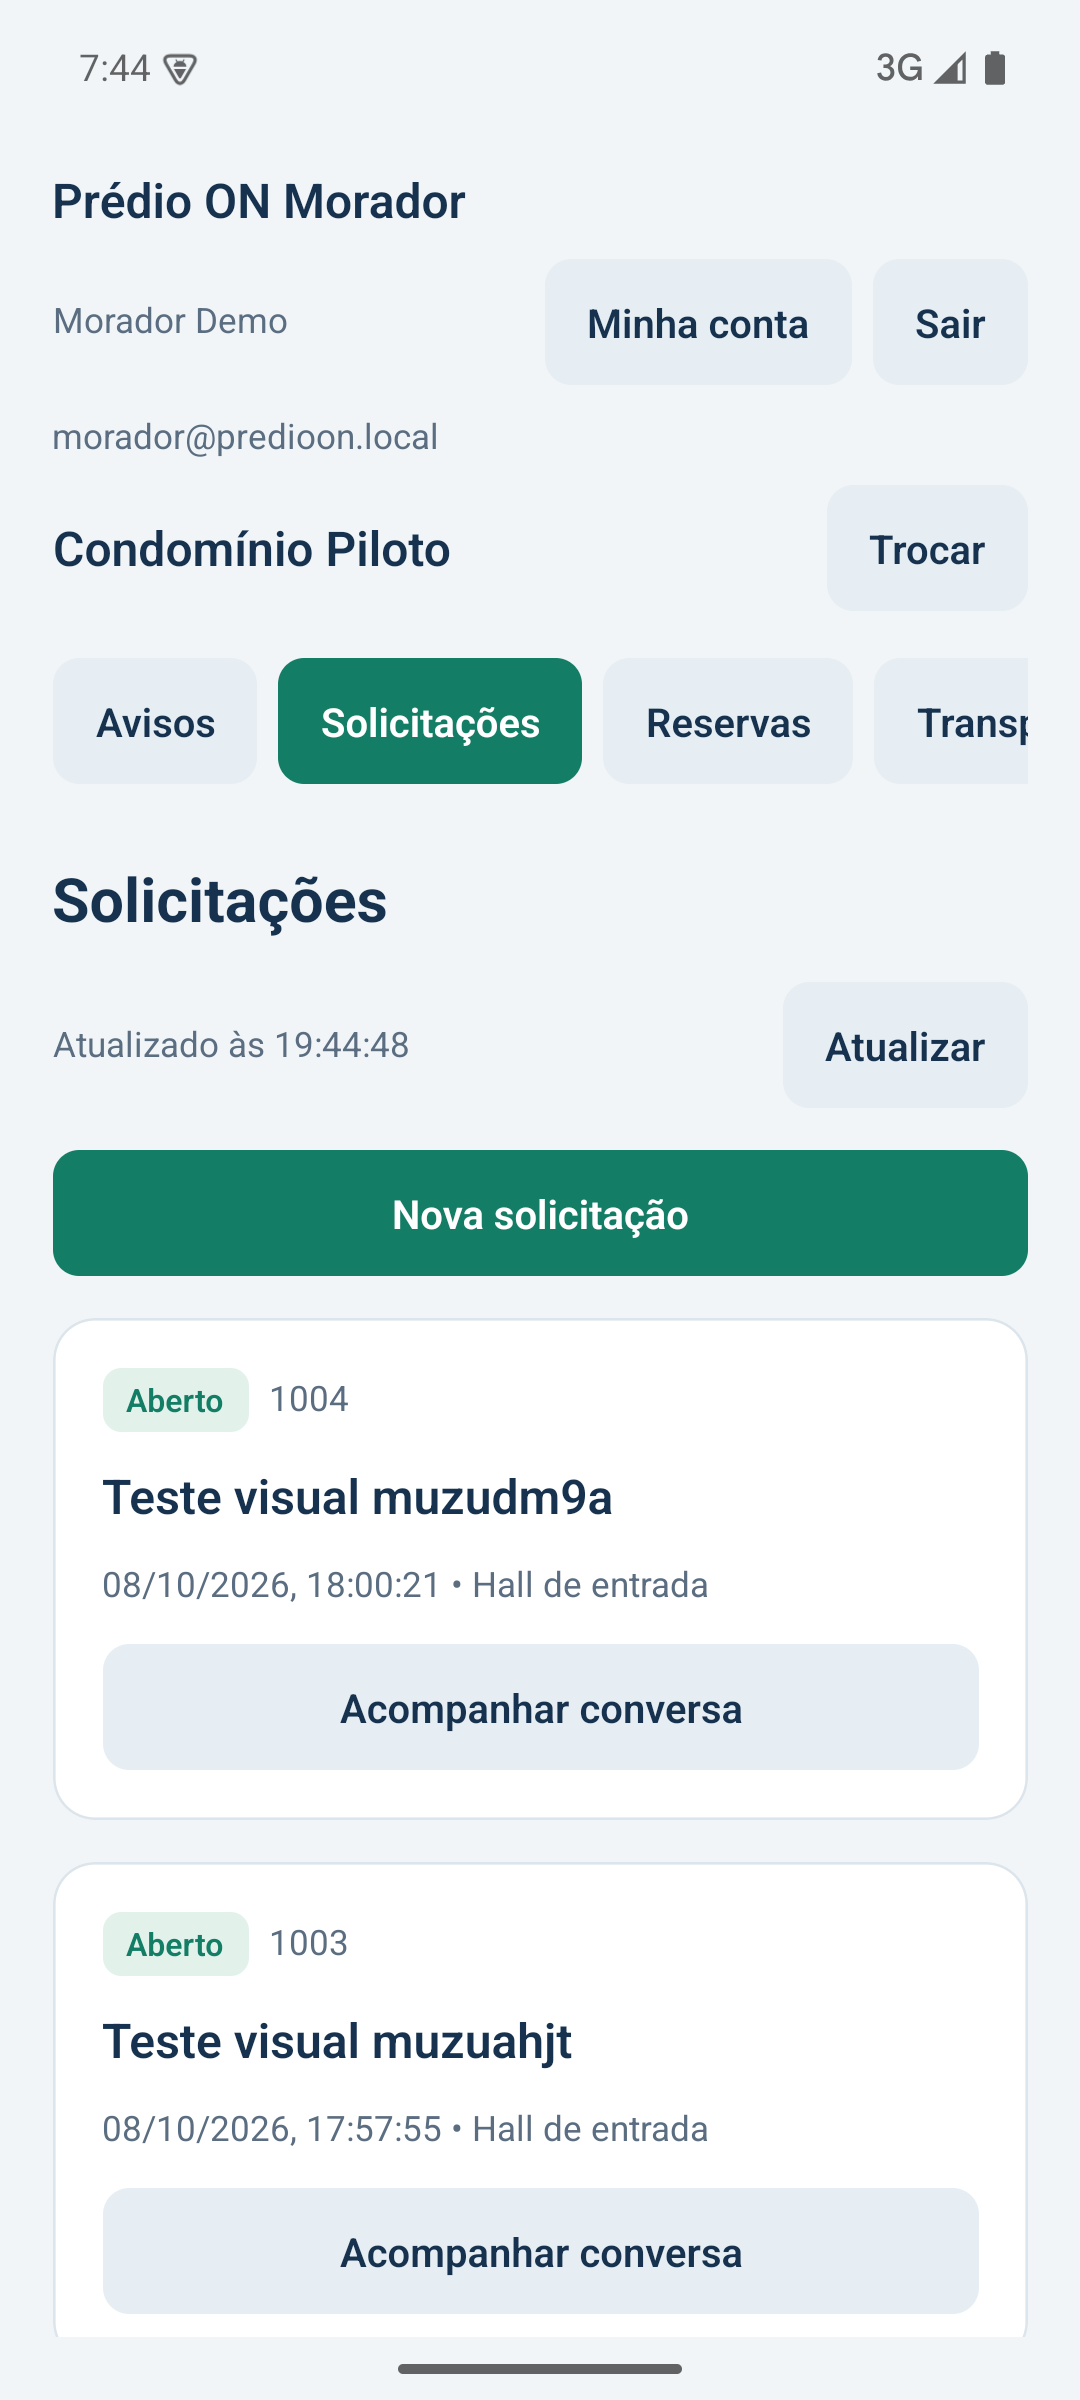 7:44
3G
Prédio ON Morador
Morador Demo
Minha conta
Sair
morador@predioon.local
Condomínio Piloto
Trocar
Avisos
Solicitações
Reservas
Transp
Solicitações
Atualizado às 19:44:48
Atualizar
Nova solicitação
Aberto 1004
Teste visual muzudm9a
08/10/2026, 18:00:21 • Hall de entrada
Acompanhar conversa
Aberto 1003
Teste visual muzuahjt
08/10/2026, 17:57:55 • Hall de entrada
Acompanhar conversa